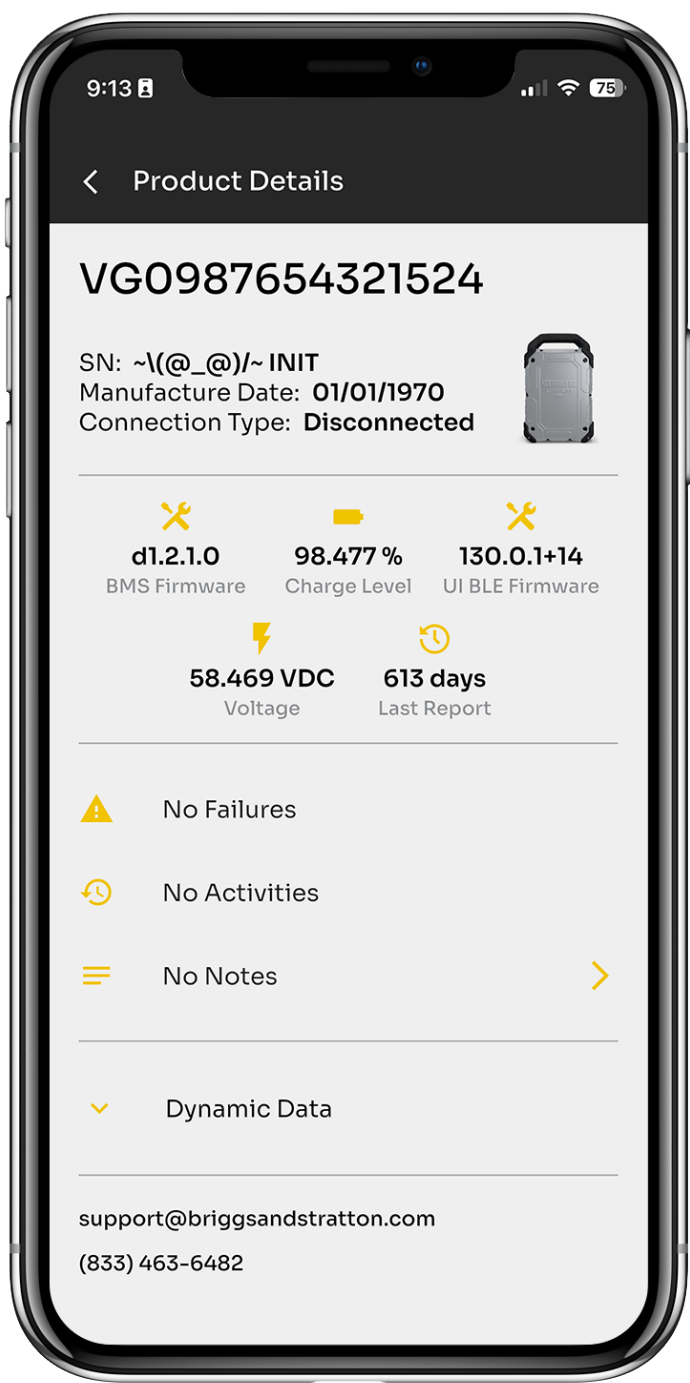 9:13
75
Product Details
VG0987654321524
SN: ~\(@_@)/~ INIT
Manufacture Date: 01/01/1970
Connection Type: Disconnected
d1.2.1.0 98.477 % 130.0.1+14
BMS Firmware Charge Level UI BLE Firmware
58.469 VDC 613 days
Voltage Last Report
No Failures
No Activities
No Notes
Dynamic Data
support@briggsandstratton.com
(833) 463-6482